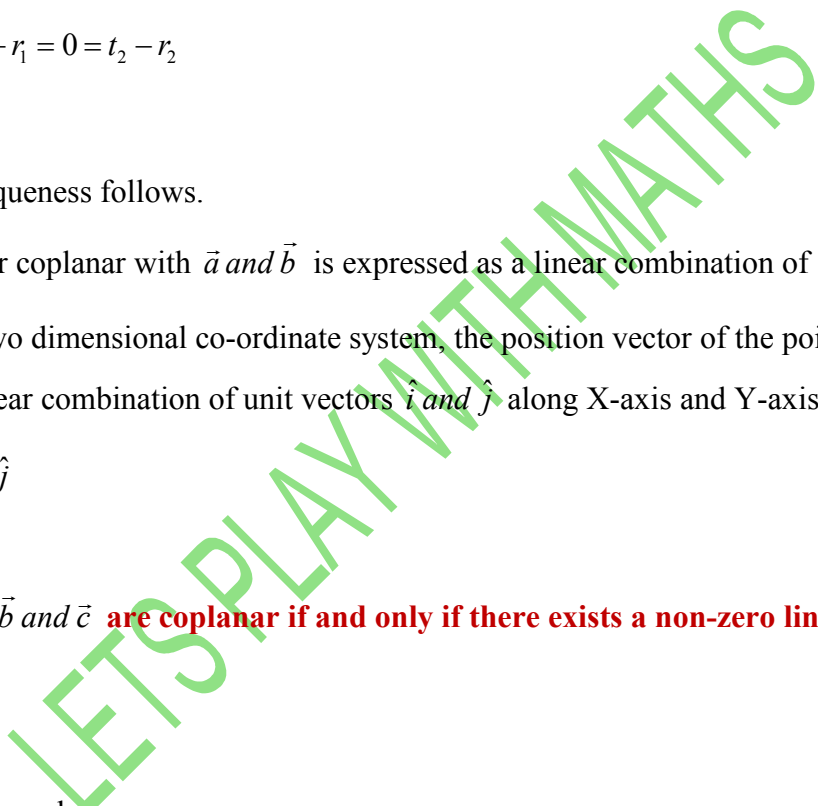 - r₁ = 0 = t₂ - r₂
queness follows.
r coplanar with a⃗ and b⃗ is expressed as a linear combination of
vo dimensional co-ordinate system, the position vector of the poi
ear combination of unit vectors î and ĵ along X-axis and Y-axis
ĵ
b⃗ and c⃗ are coplanar if and only if there exists a non-zero lin
LETS PLAY WITH MATHS